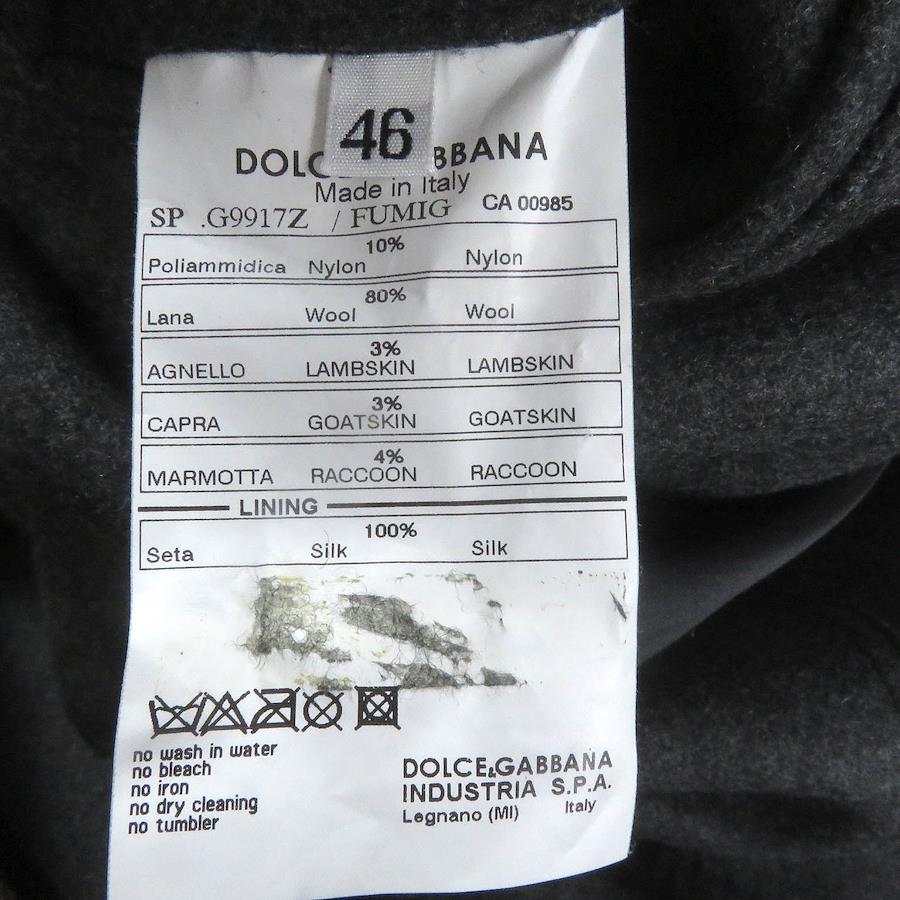 46
DOLC BBANA
Made in Italy
SP .G9917Z / FUMIG CA 00985
10%
Poliammidica Nylon Nylon
80%
Lana Wool Wool
3%
AGNELLO LAMBSKIN LAMBSKIN
3%
CAPRA GOATSKIN GOATSKIN
4%
MARMOTTA RACCOON RACCOON
LINING
100%
Seta Silk Silk
no wash in water
no bleach
no iron
no dry cleaning
no tumbler
DOLCE&GABBANA
INDUSTRIA S.P.A.
Legnano (MI) Italy